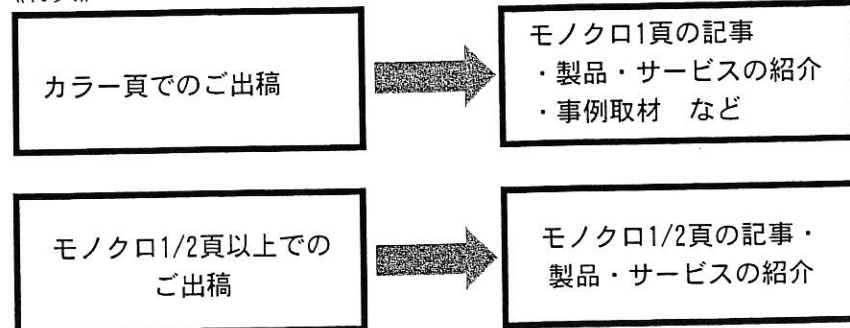 カラー頁でのご出稿
モノクロ1頁の記事
・製品・サービスの紹介
・事例取材　など
モノクロ1/2頁以上での
ご出稿
モノクロ1/2頁の記事・
製品・サービスの紹介